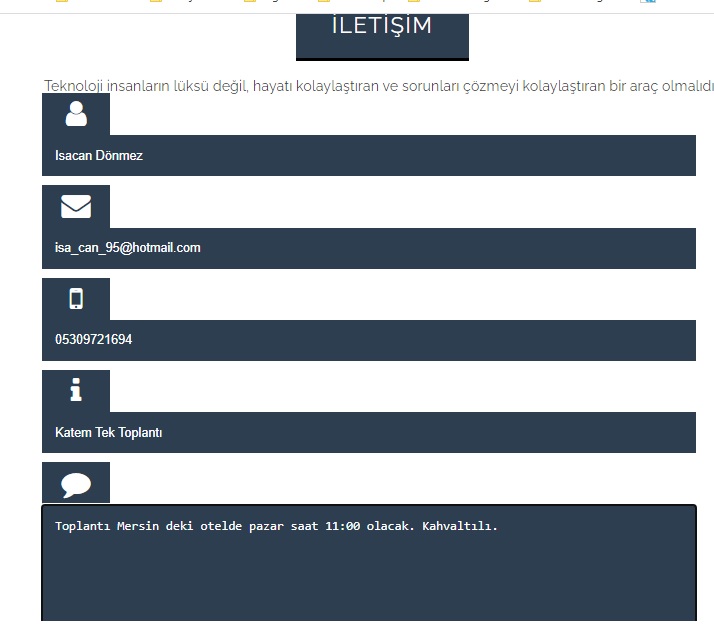 İLETİŞİM
Teknoloji insanların lüksü değil, hayatı kolaylaştıran ve sorunları çözmeyi kolaylaştıran bir araç olmalıdı
Isacan Dönmez
isa_can_95@hotmail.com
05309721694
Katem Tek Toplantı
Toplantı Mersin deki otelde pazar saat 11:00 olacak. Kahvaltılı.